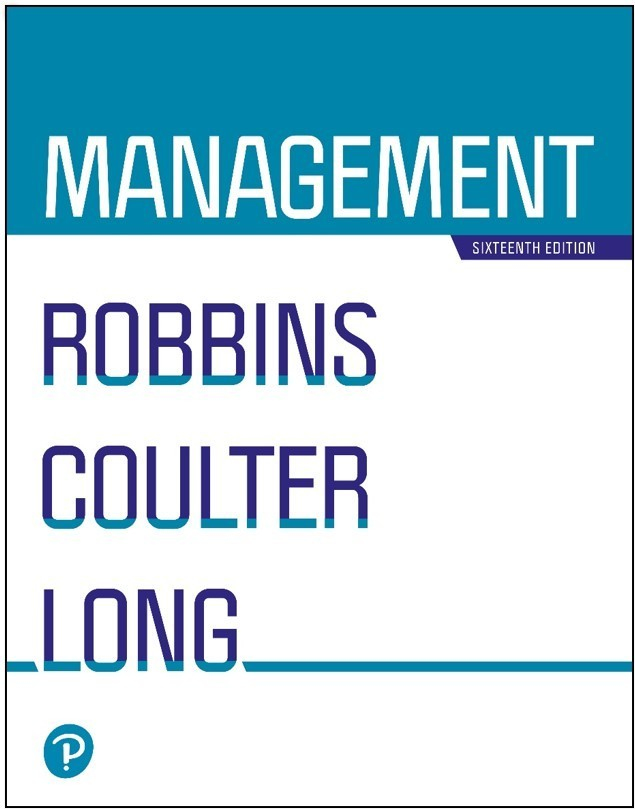 MANAGEMENT
SIXTEENTH EDITION
ROBBINS
COULTER
LONG
P